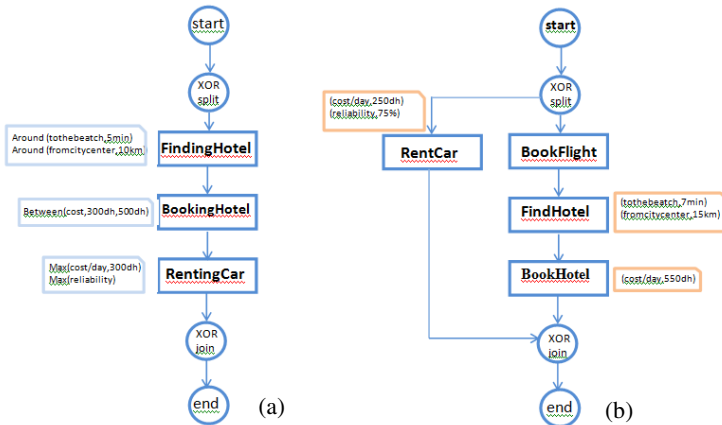 start
XOR
split
Around (tothebeatch,5min)
Around (fromcitycenter,10km)
FindingHotel
Between(cost,300dh,500dh)
BookingHotel
Max(cost/day,300dh)
Max(reliability)
RentingCar
XOR
join
end
(a)
start
XOR
split
(cost/day,250dh)
(reliability,75%)
RentCar
BookFlight
FindHotel
(tothebeatch,7min)
(fromcitycenter,15km)
BookHotel
(cost/day,550dh)
XOR
join
end
(b)